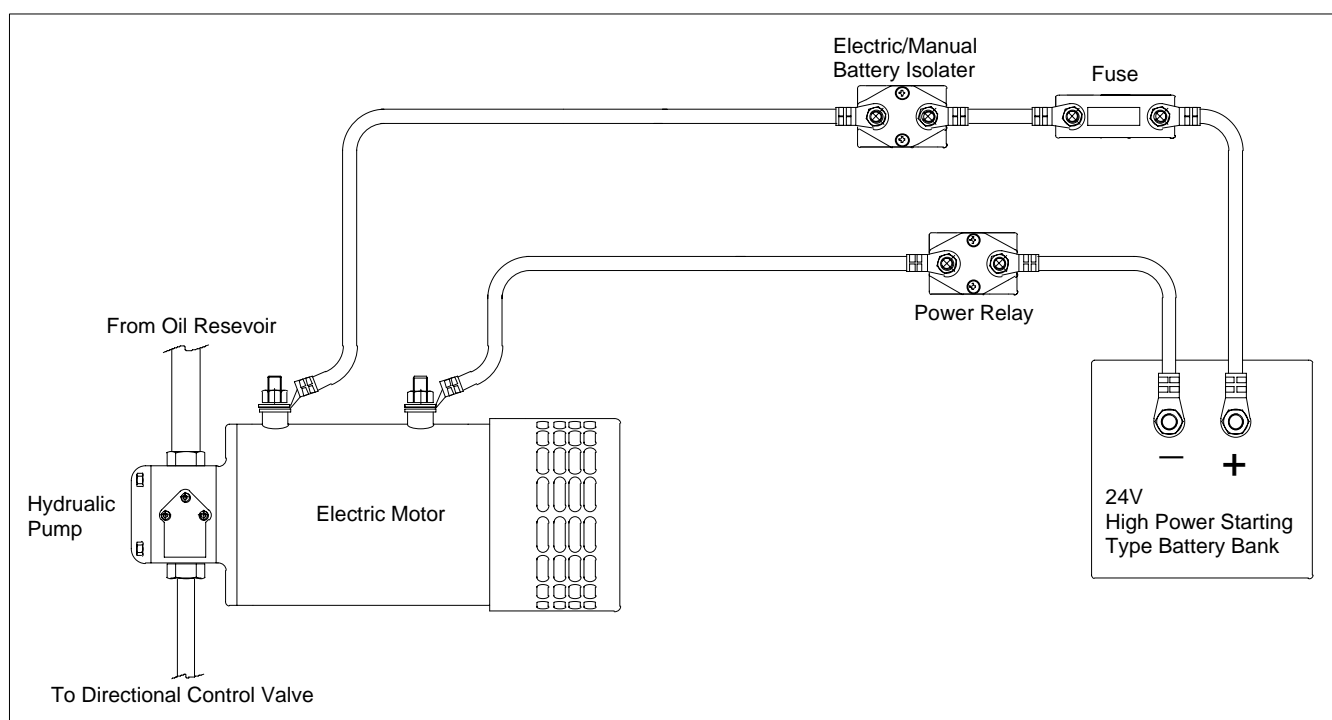 Electric/Manual
Battery Isolater
Fuse
Power Relay
From Oil Resevoir
Hydrualic
Pump
Electric Motor
− +
24V
High Power Starting
Type Battery Bank
To Directional Control Valve